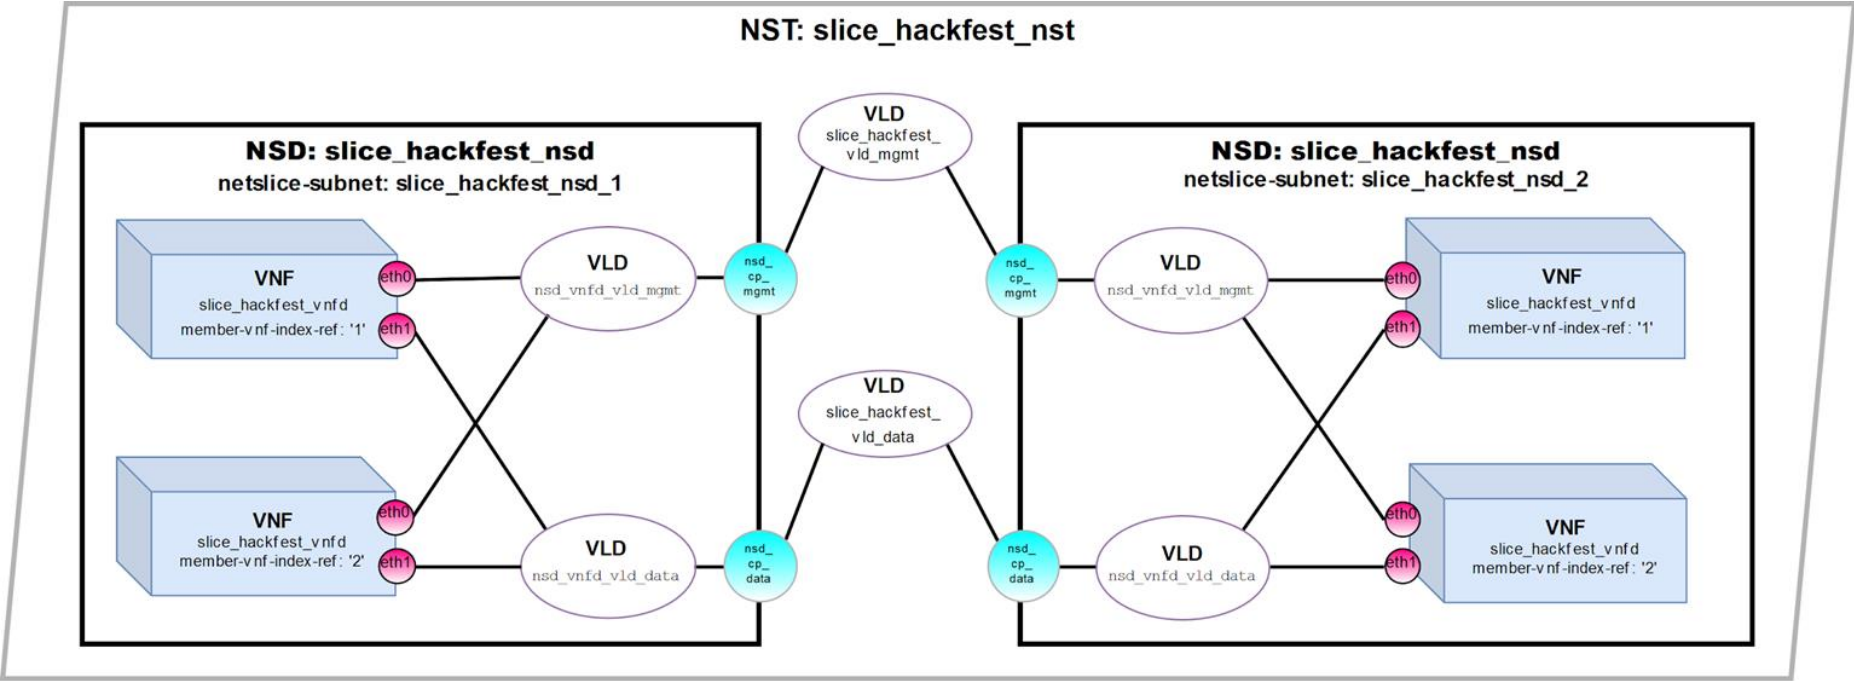 NST: slice_hackfest_nst
VLD
slice_hackfest_
vld_mgmt
NSD: slice_hackfest_nsd
netslice-subnet: slice_hackfest_nsd_1
VNF
slice_hackfest_vnfd
member-vnf-index-ref: '1'
eth0
eth1
VLD
nsd_vnfd_vld_mgmt
nsd_
cp_
mgmt
VNF
slice_hackfest_vnfd
member-vnf-index-ref: '2'
eth0
eth1
VLD
nsd_vnfd_vld_data
nsd_
cp_
data
VLD
slice_hackfest_
vld_data
NSD: slice_hackfest_nsd
netslice-subnet: slice_hackfest_nsd_2
nsd_
cp_
mgmt
VLD
nsd_vnfd_vld_mgmt
eth0
eth1
VNF
slice_hackfest_vnfd
member-vnf-index-ref: '1'
nsd_
cp_
data
VLD
nsd_vnfd_vld_data
eth0
eth1
VNF
slice_hackfest_vnfd
member-vnf-index-ref: '2'